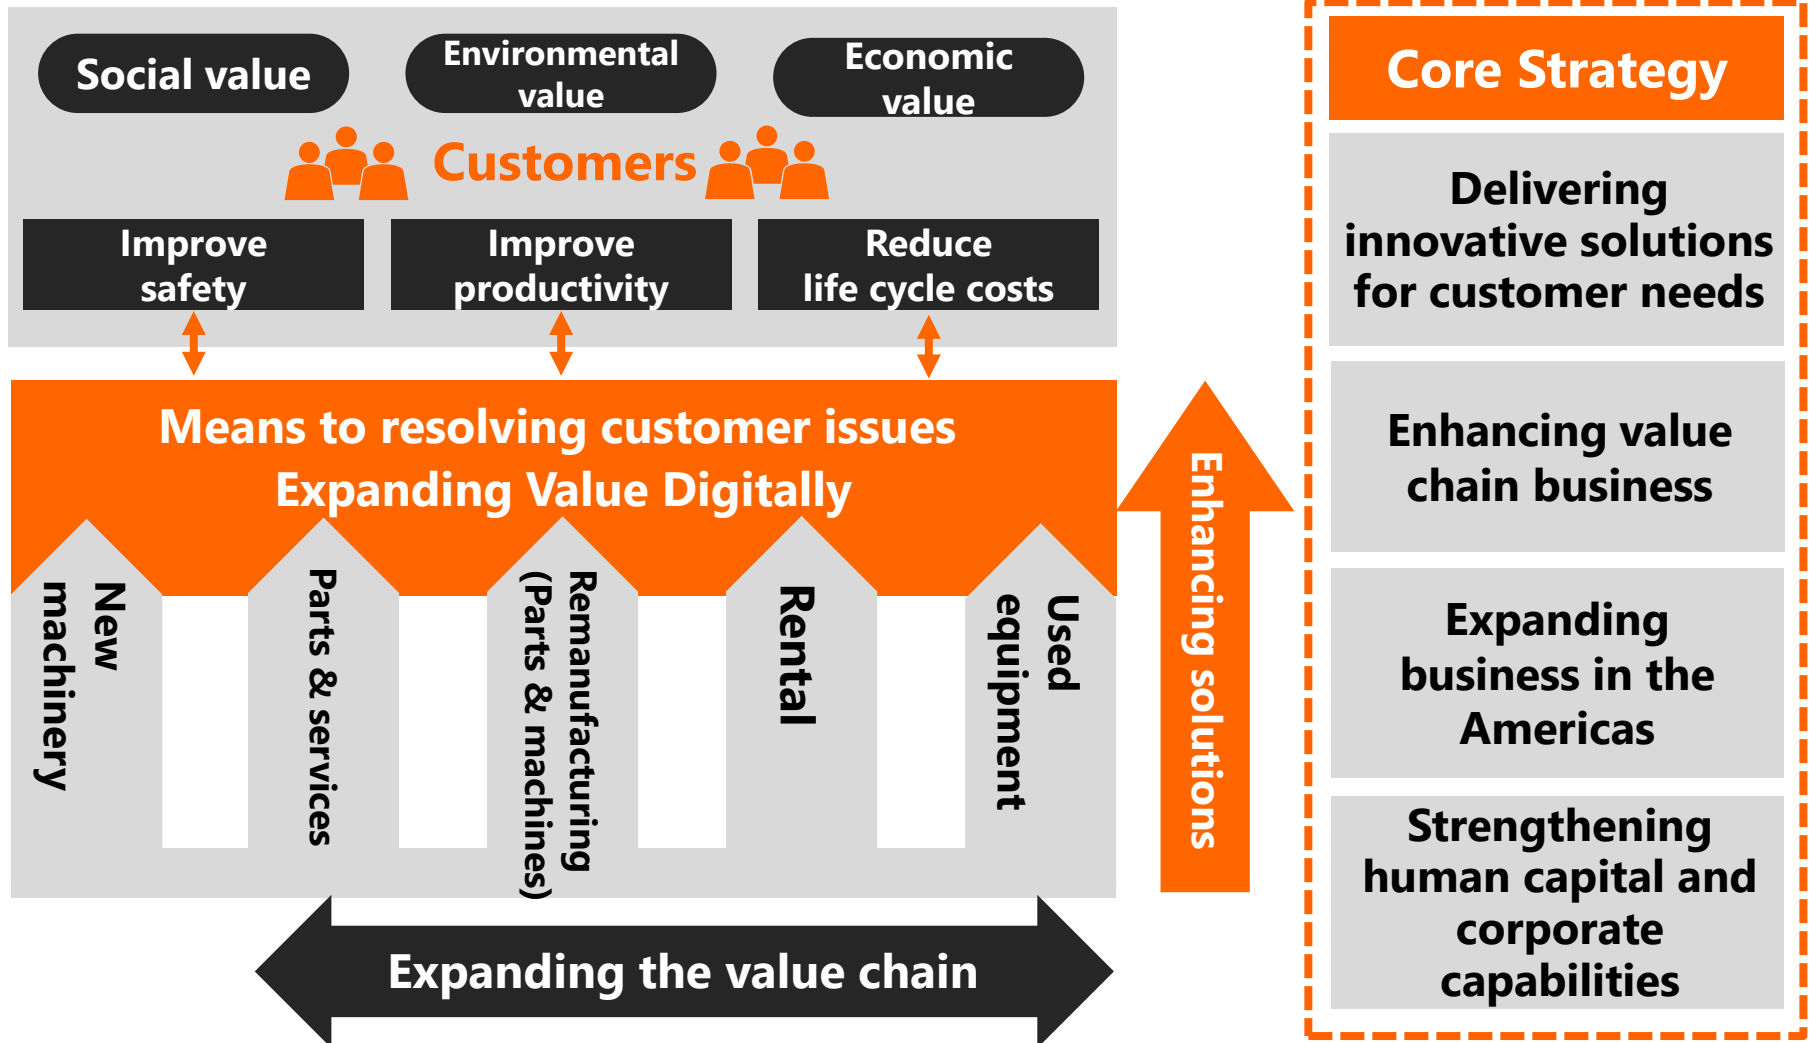 Social value
Environmental
value
Economic
value
Customers
Improve
safety
Improve
productivity
Reduce
life cycle costs
Means to resolving customer issues
Expanding Value Digitally
New
machinery
Parts & services
Remanufacturing
(Parts & machines)
Rental
Used
equipment
Expanding the value chain
Enhancing solutions
Core Strategy
Delivering
innovative solutions
for customer needs
Enhancing value
chain business
Expanding
business in the
Americas
Strengthening
human capital and
corporate
capabilities